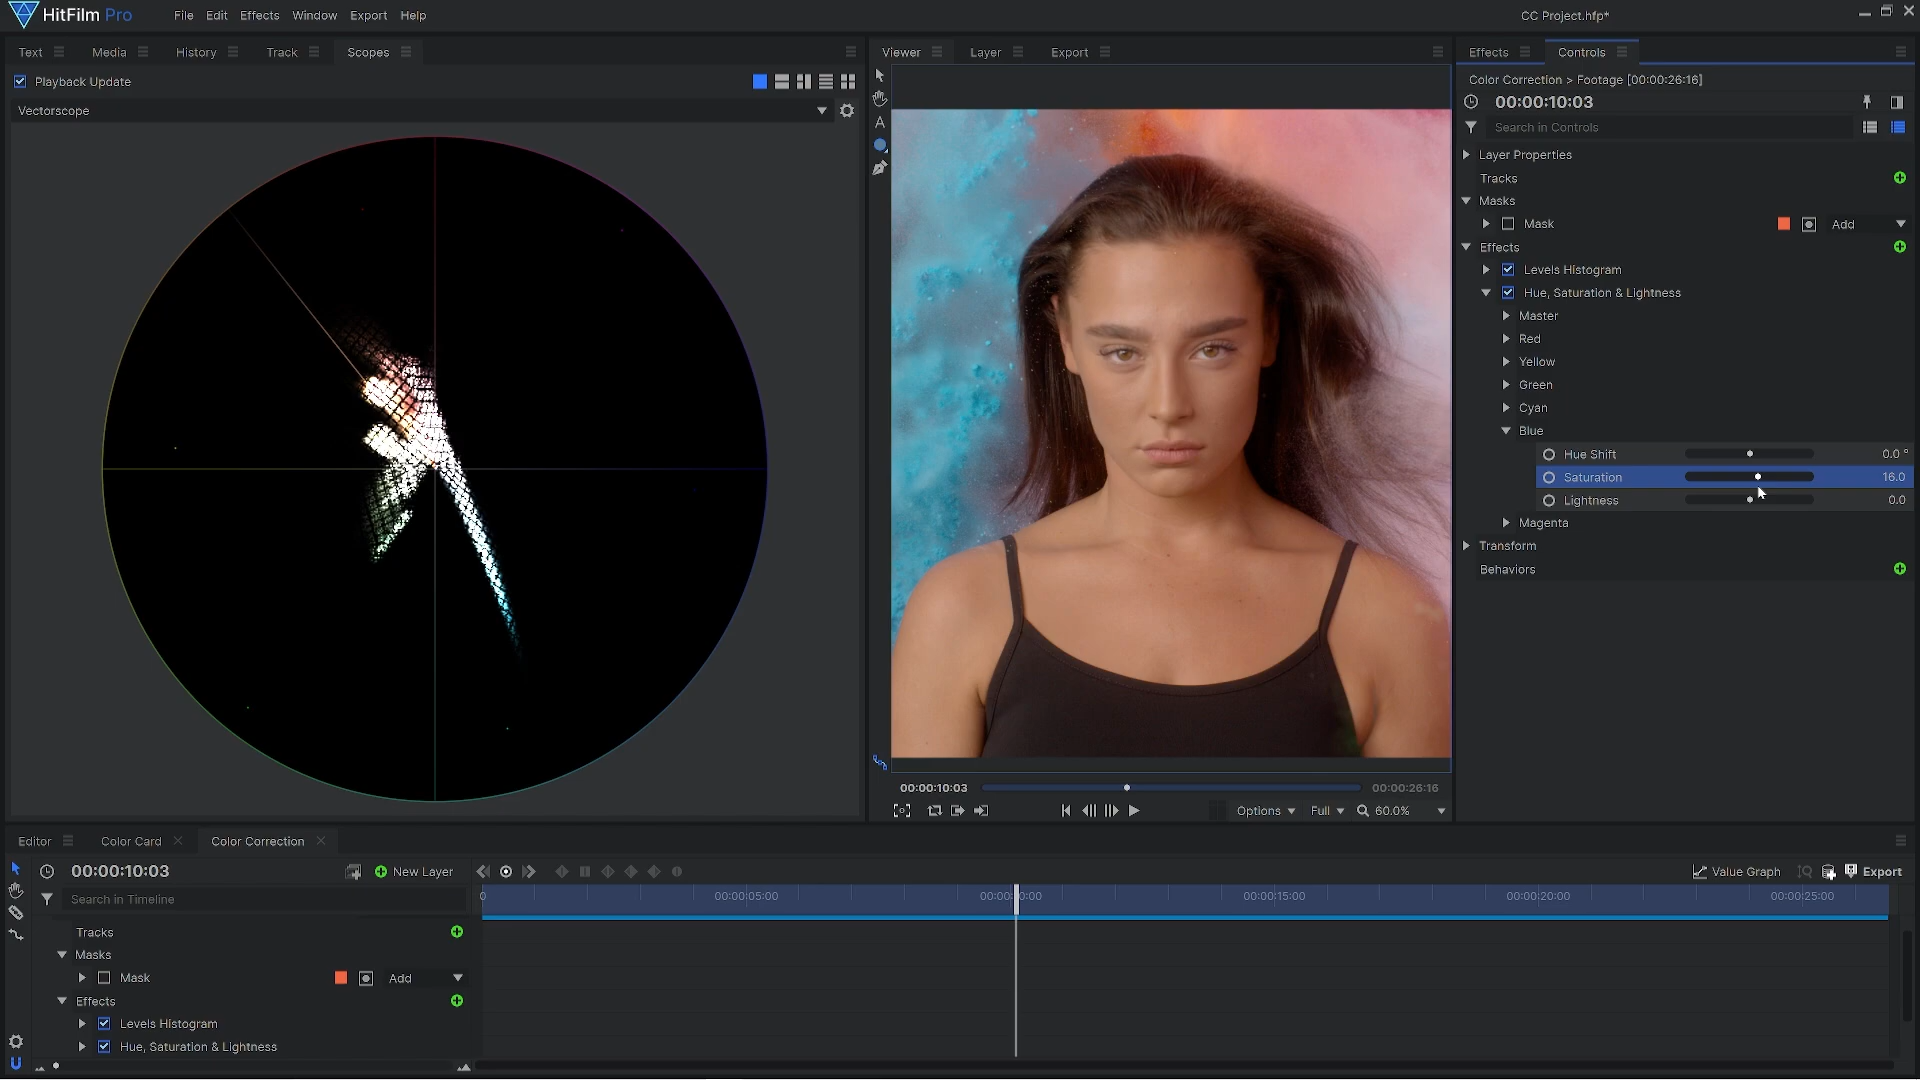 HitFilm Pro
File Edit Effects Window Export Help
CC Project.hfp*
Text Media History Track Scopes
Playback Update
Vectorscope
Viewer Layer Export
00:00:10:03 00:00:26:16
Options Full 60.0%
Effects Controls
Color Correction > Footage [00:00:26:16]
00:00:10:03
Search in Controls
Layer Properties
Tracks
Masks
Mask Add
Effects
Levels Histogram
Hue, Saturation & Lightness
Master
Red
Yellow
Green
Cyan
Blue
Hue Shift 0.0 °
Saturation 16.0
Lightness 0.0
Magenta
Transform
Behaviors
Editor Color Card Color Correction
00:00:10:03 New Layer Value Graph Export
Search in Timeline
0 00:00:05:00 00:00:10:00 00:00:15:00 00:00:20:00 00:00:25:00
Tracks
Masks
Mask Add
Effects
Levels Histogram
Hue, Saturation & Lightness